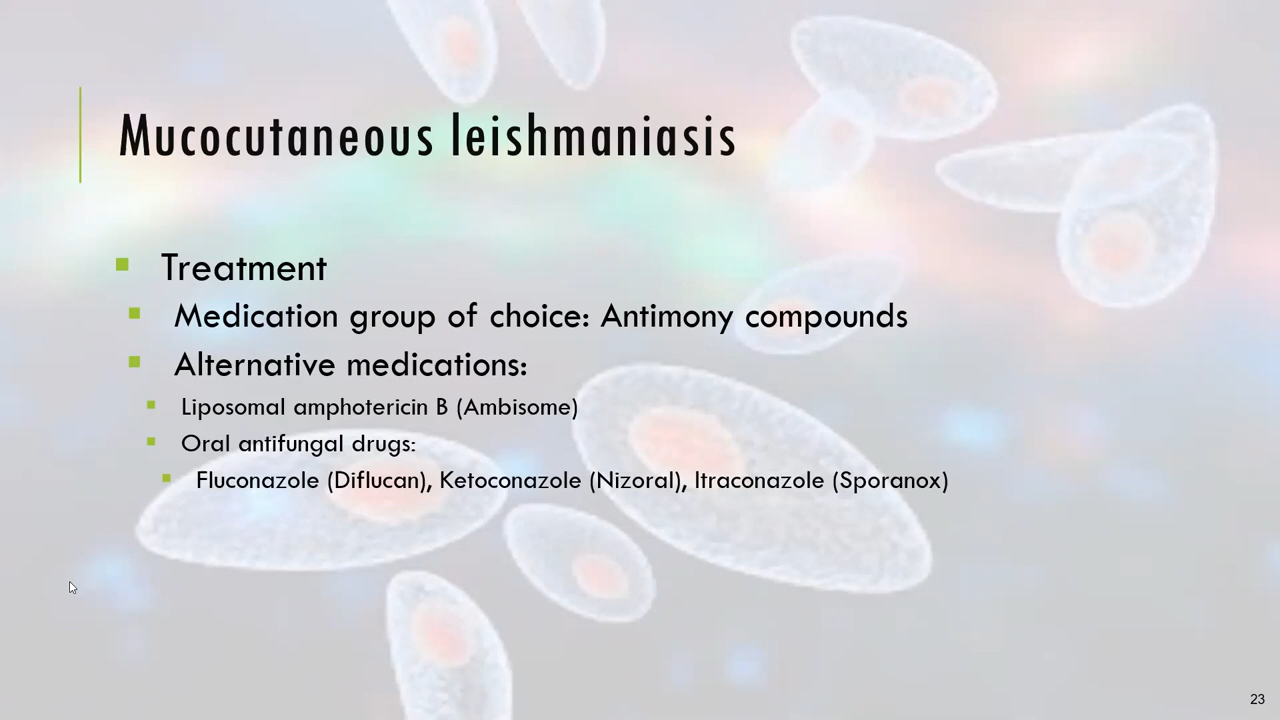 Mucocutaneous leishmaniasis
Treatment
Medication group of choice: Antimony compounds
Alternative medications:
Liposomal amphotericin B (Ambisome)
Oral antifungal drugs:
Fluconazole (Diflucan), Ketoconazole (Nizoral), Itraconazole (Sporanox)
23